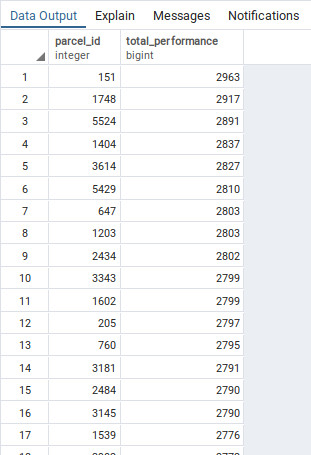 Data Output Explain Messages Notifications
parcel_id total_performance
integer bigint
1 151 2963
2 1748 2917
3 5524 2891
4 1404 2837
5 3614 2827
6 5429 2810
7 647 2803
8 1203 2803
9 2434 2802
10 3343 2799
11 1602 2799
12 205 2797
13 760 2795
14 3181 2791
15 2484 2790
16 3145 2790
17 1539 2776